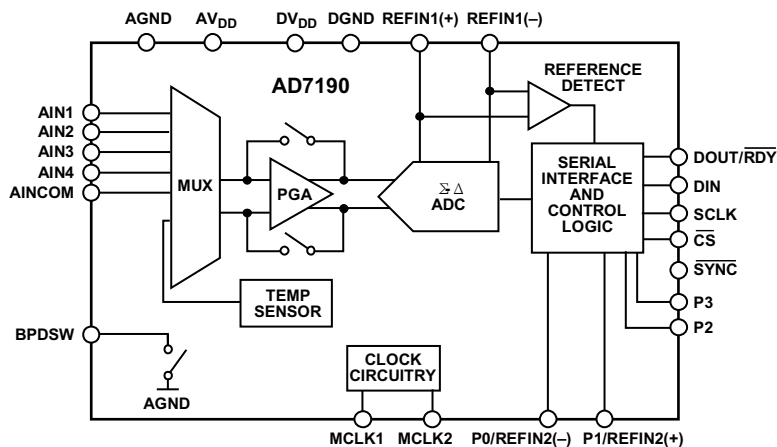 AGND AVDD DVDD DGND REFIN1(+) REFIN1(–)
AD7190
REFERENCE
DETECT
AIN1
AIN2
AIN3
AIN4
AINCOM
MUX
PGA
Σ-Δ
ADC
SERIAL
INTERFACE
AND
CONTROL
LOGIC
DOUT/RDY
DIN
SCLK
CS
SYNC
P3
P2
TEMP
SENSOR
BPDSW
AGND
CLOCK
CIRCUITRY
MCLK1 MCLK2 P0/REFIN2(–) P1/REFIN2(+)